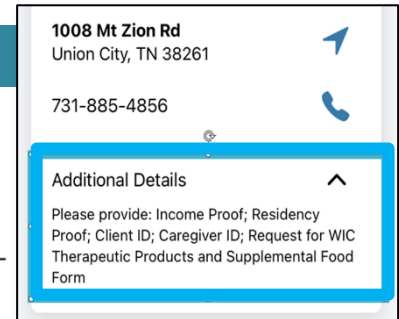 1008 Mt Zion Rd
Union City, TN 38261
731-885-4856
Additional Details
Please provide: Income Proof; Residency
Proof; Client ID; Caregiver ID; Request for WIC
Therapeutic Products and Supplemental Food
Form